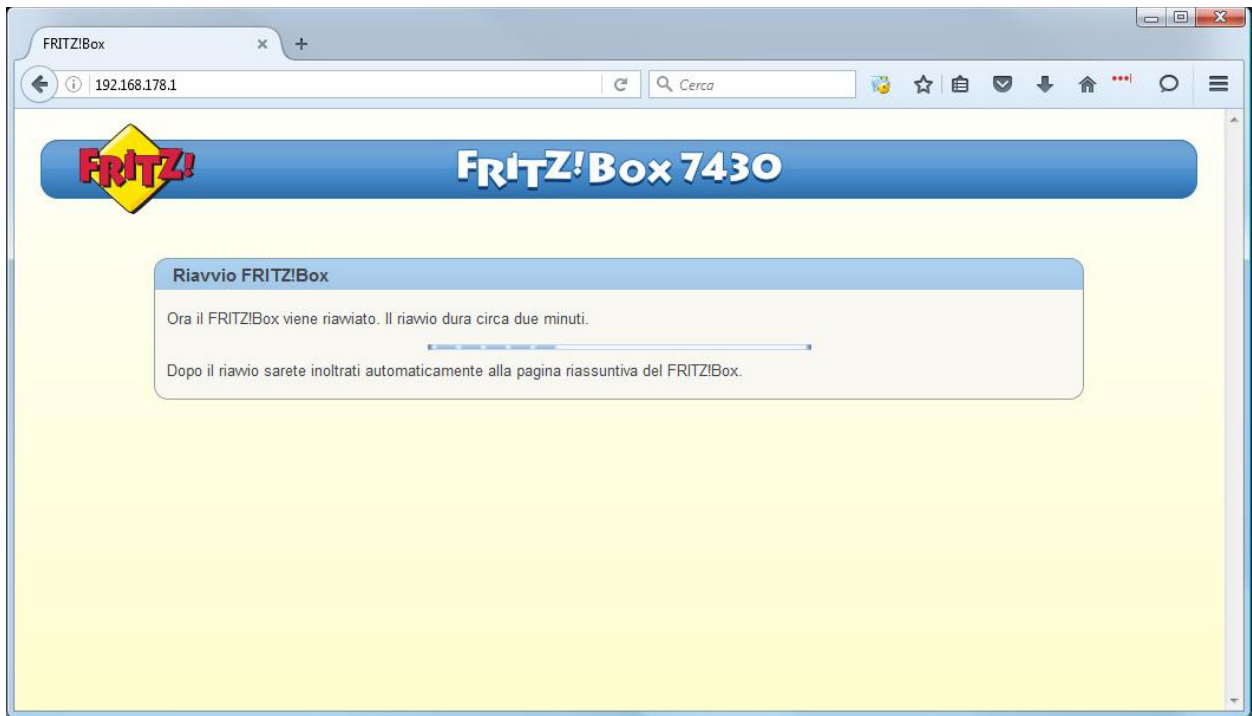 FRITZ!Box
192.168.178.1
Cerca
FRITZ!
FRITZ!Box 7430
Riavvio FRITZ!Box
Ora il FRITZ!Box viene riavviato. Il riavvio dura circa due minuti.
Dopo il riavvio sarete inoltrati automaticamente alla pagina riassuntiva del FRITZ!Box.